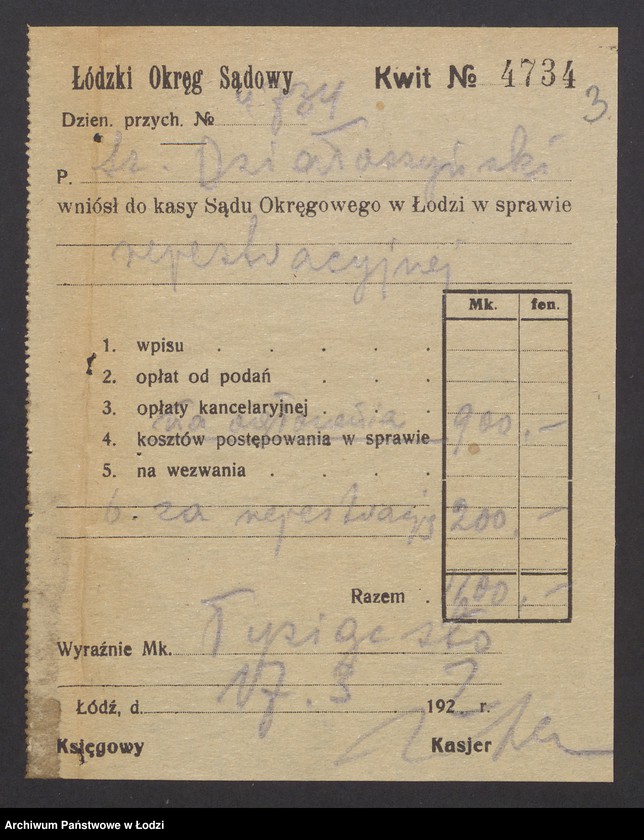 Łódzki Okręg Sądowy Kwit № 4734
3.
Dzien. przych. № 4734
P. Sz. Działoszyński
wniósł do kasy Sądu Okręgowego w Łodzi w sprawie
rejestracyjnej
Mk. fen.
1. wpisu . . . . .
2. opłat od podań . . .
3. opłaty kancelaryjnej . . .
za ogłoszenia
4. kosztów postępowania w sprawie 900.—
5. na wezwania . . . .
6. za rejestrację 200.—
Razem . 1100.—
Wyraźnie Mk. Tysiąc sto
Łódź, d. 17.3 192 2 r.
Księgowy Kasjer
Archiwum Państwowe w Łodzi